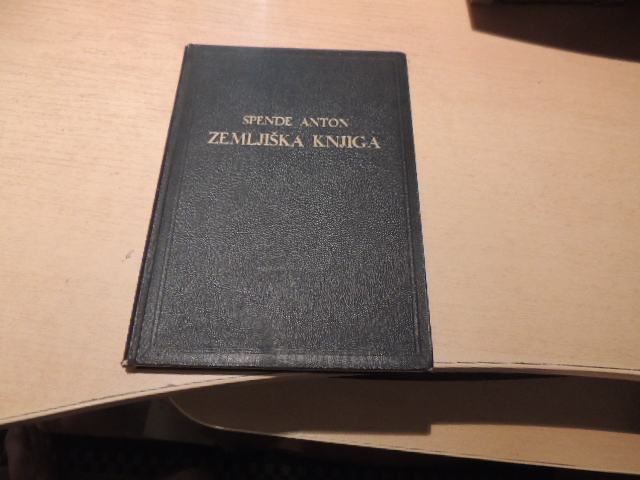 SPENDE ANTON
ZEMLJIŠKA KNJIGA